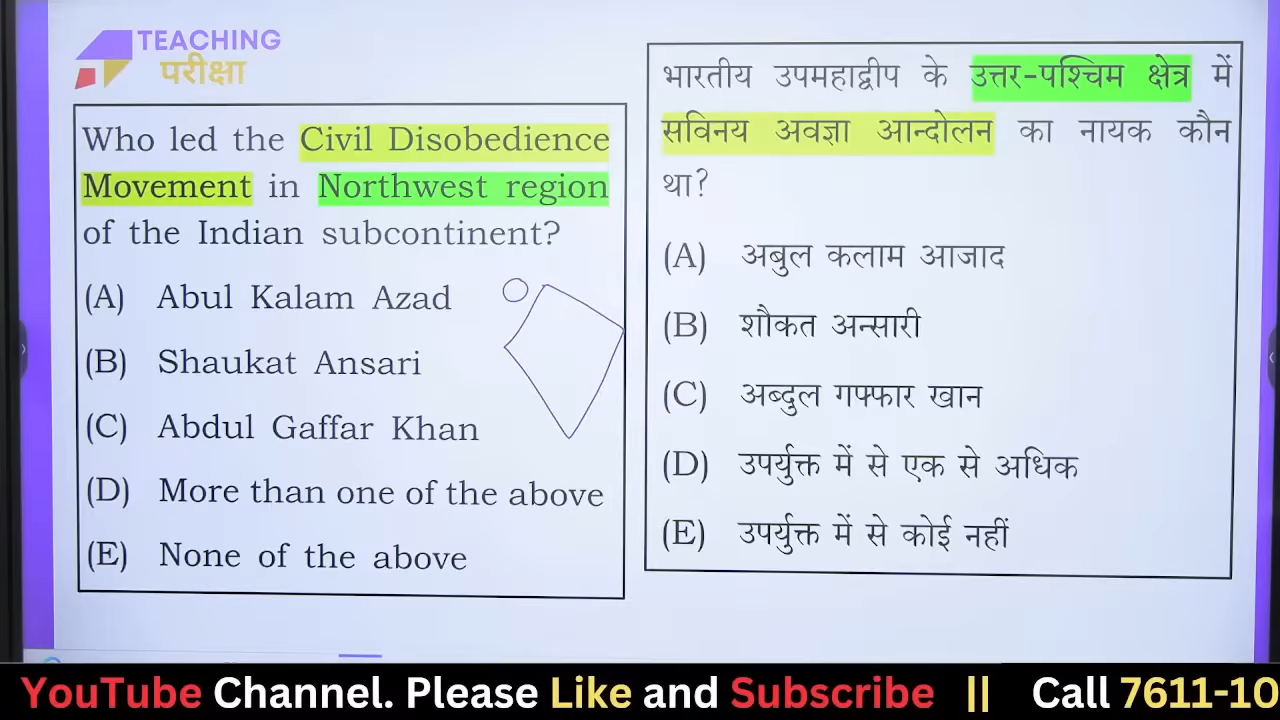 TEACHING
परीक्षा
Who led the Civil Disobedience
Movement in Northwest region
of the Indian subcontinent?
(A) Abul Kalam Azad
(B) Shaukat Ansari
(C) Abdul Gaffar Khan
(D) More than one of the above
(E) None of the above
भारतीय उपमहाद्वीप के उत्तर-पश्चिम क्षेत्र में
सविनय अवज्ञा आन्दोलन का नायक कौन
था?
(A) अबुल कलाम आजाद
(B) शौकत अन्सारी
(C) अब्दुल गफ्फार खान
(D) उपर्युक्त में से एक से अधिक
(E) उपर्युक्त में से कोई नहीं
YouTube Channel. Please Like and Subscribe || Call 7611-10